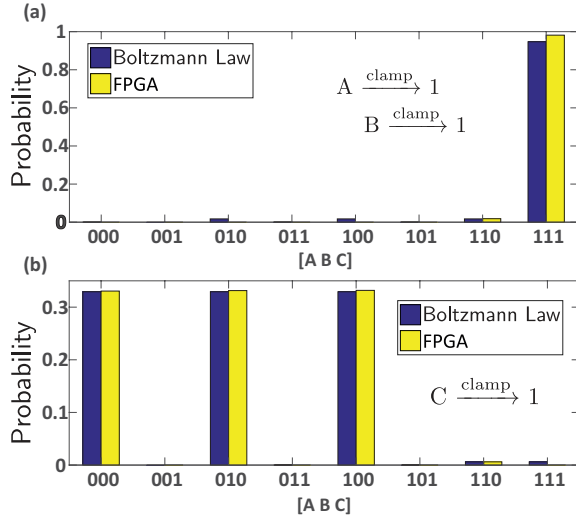 (a)
1
0.8
0.6
0.4
0.2
0
Probability
Boltzmann Law
FPGA
A clamp 1
B clamp 1
000 001 010 011 100 101 110 111
[A B C]
(b)
0.3
0.2
0.1
0
Probability
Boltzmann Law
FPGA
C clamp 1
000 001 010 011 100 101 110 111
[A B C]